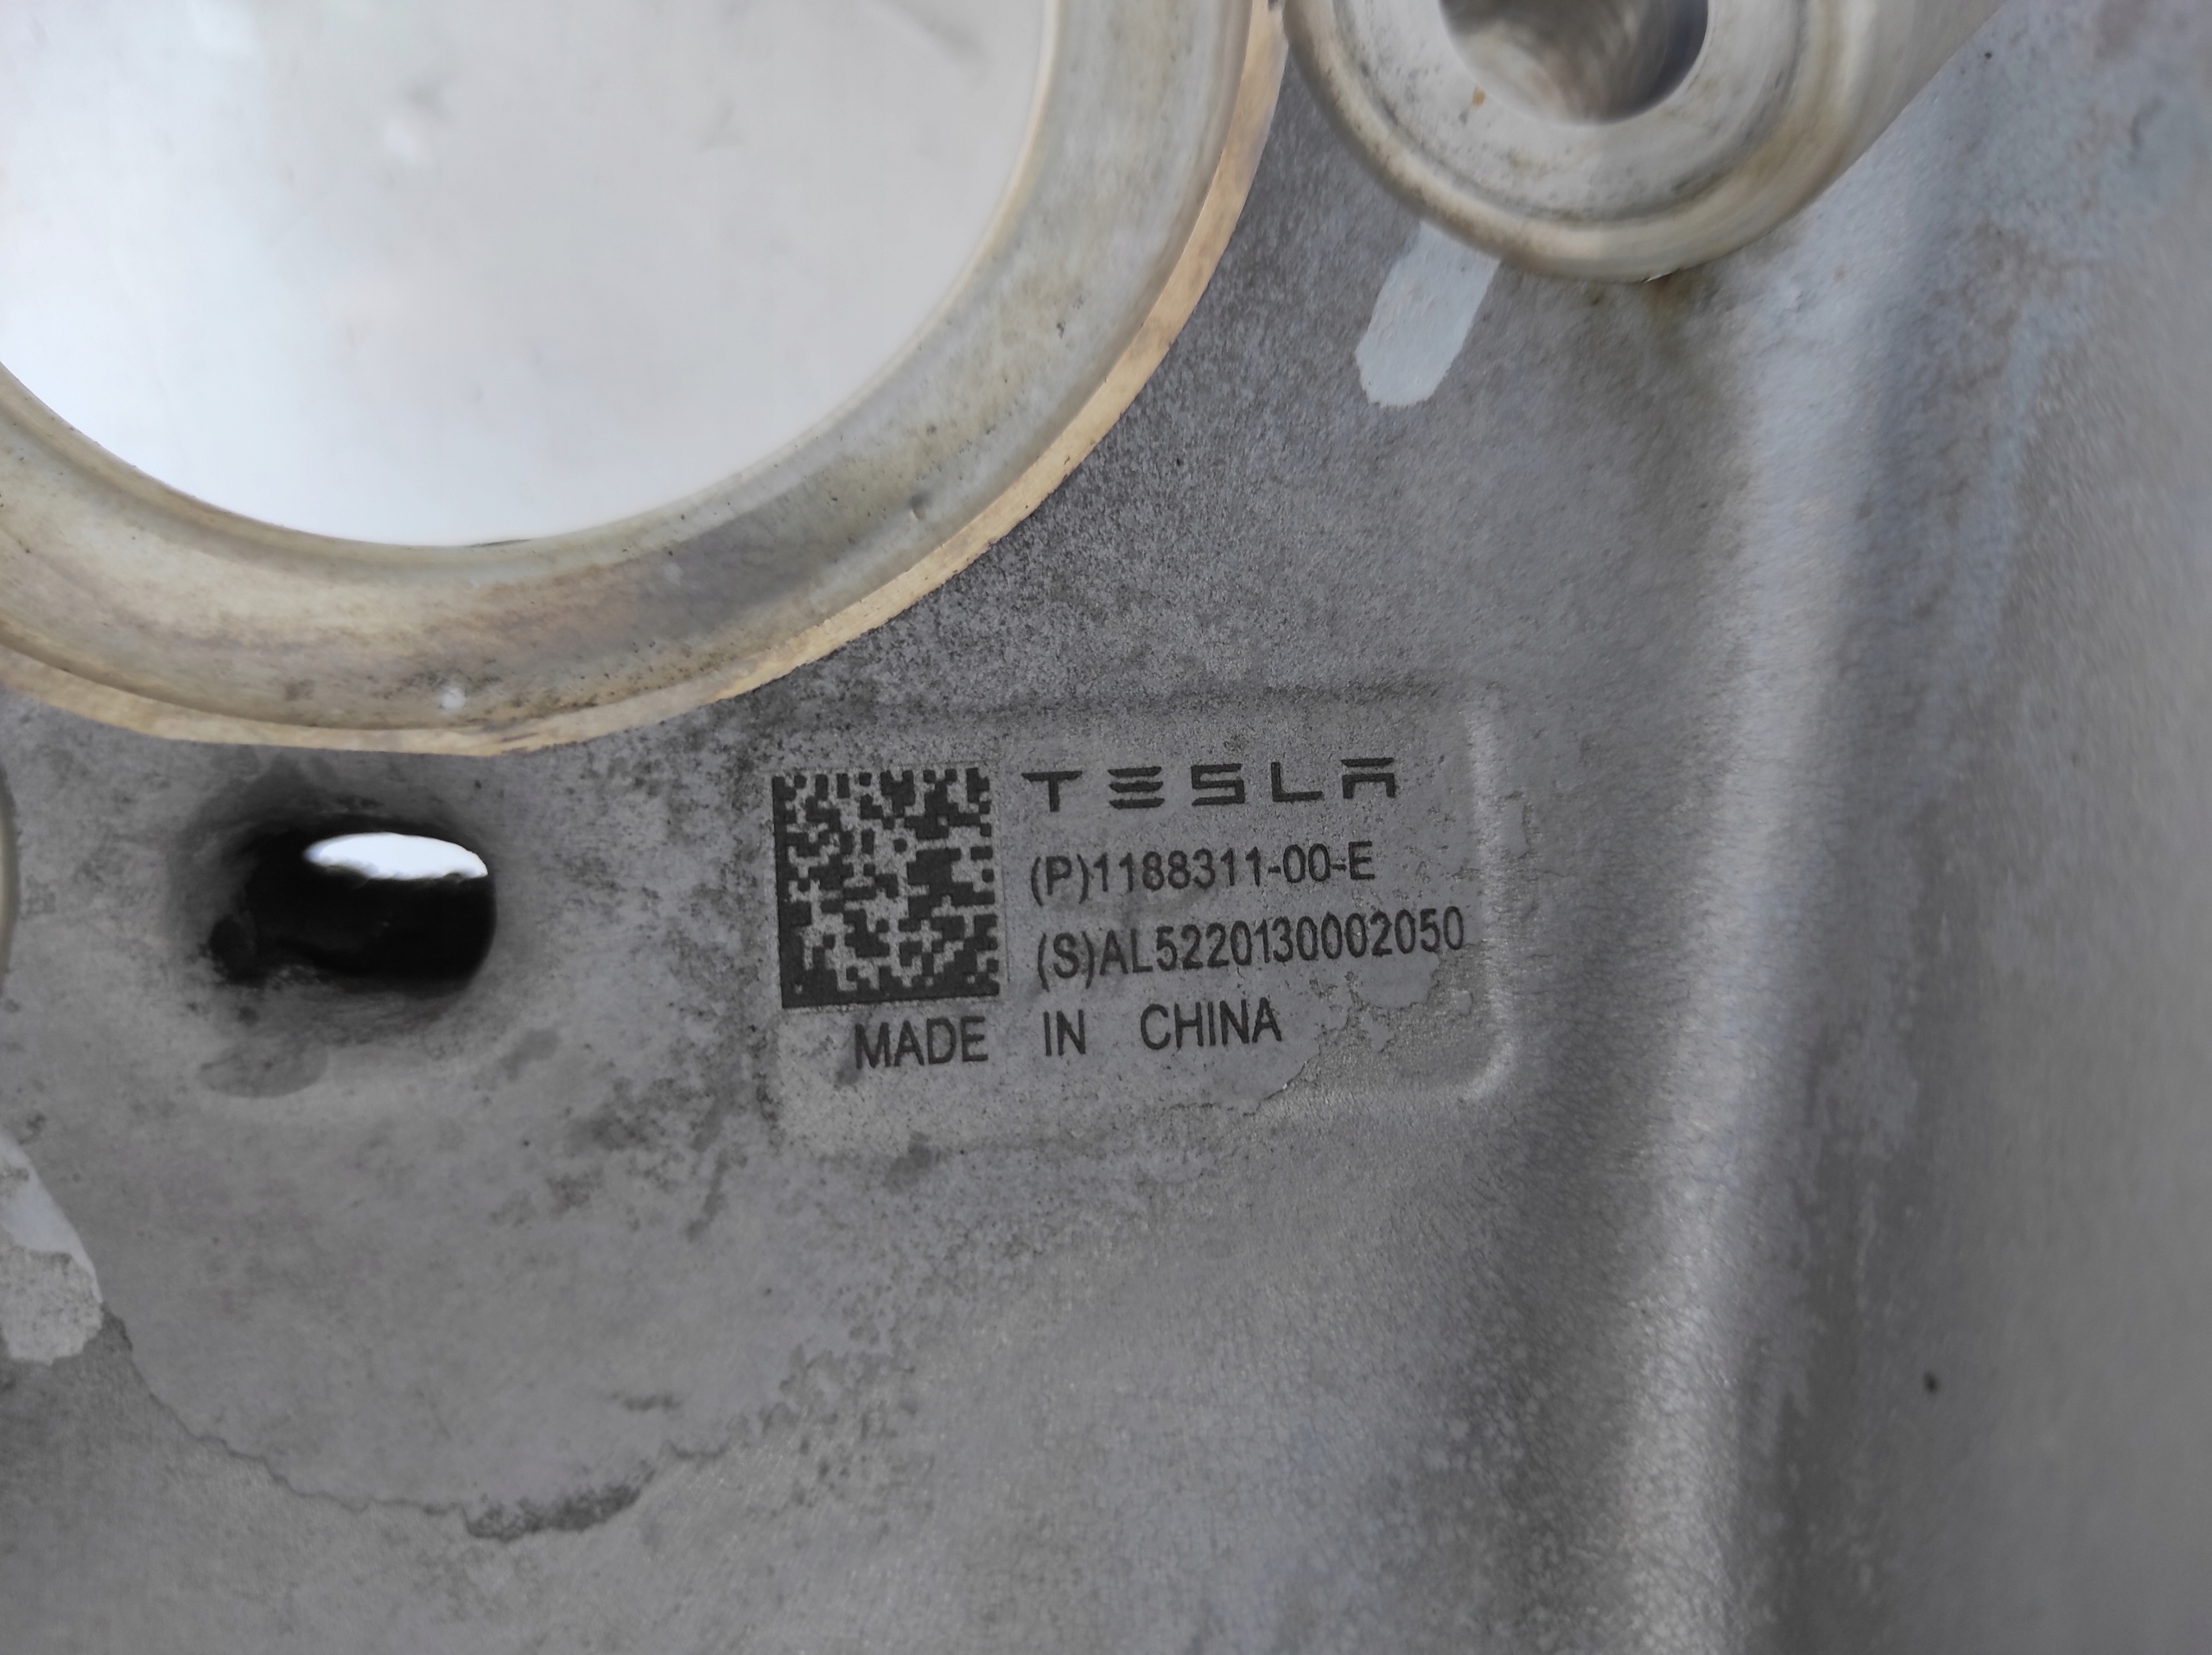 TESLA
(P)1188311-00-E
(S)AL5220130002050
MADE IN CHINA